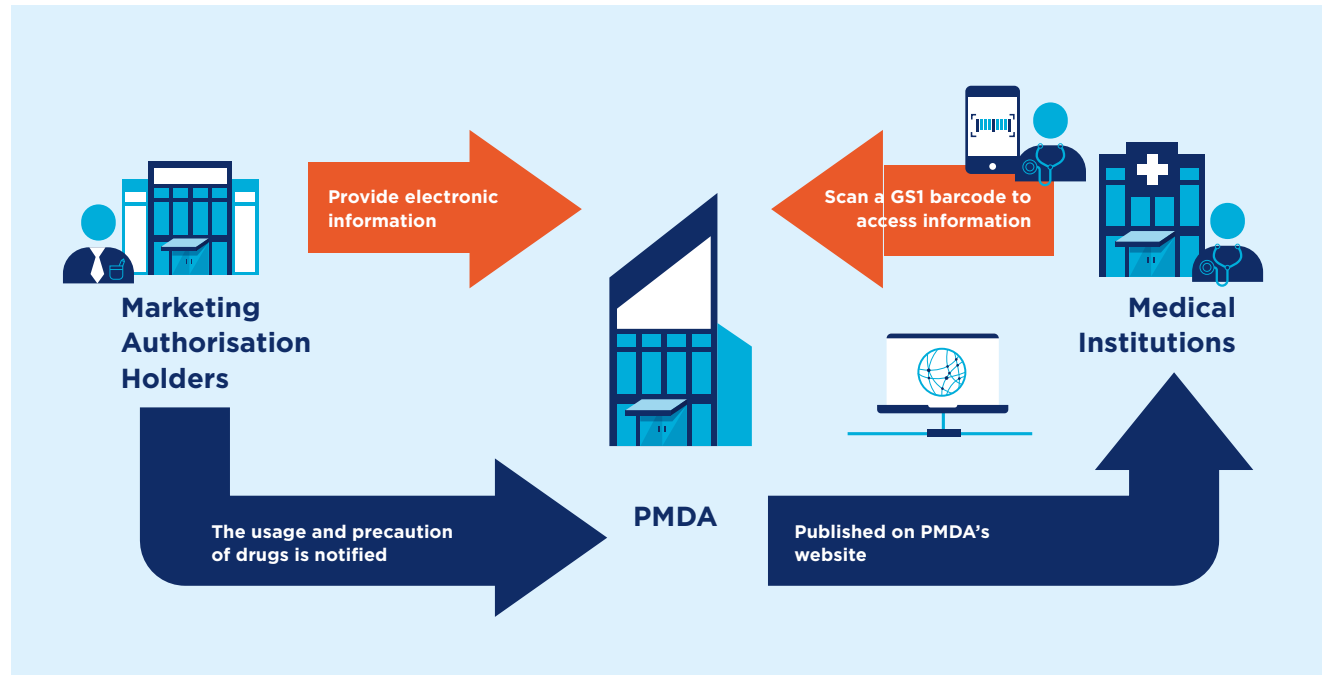 Provide electronic
information
Scan a GS1 barcode to
access information
Marketing
Authorisation
Holders
Medical
Institutions
PMDA
The usage and precaution
of drugs is notified
Published on PMDA’s
website